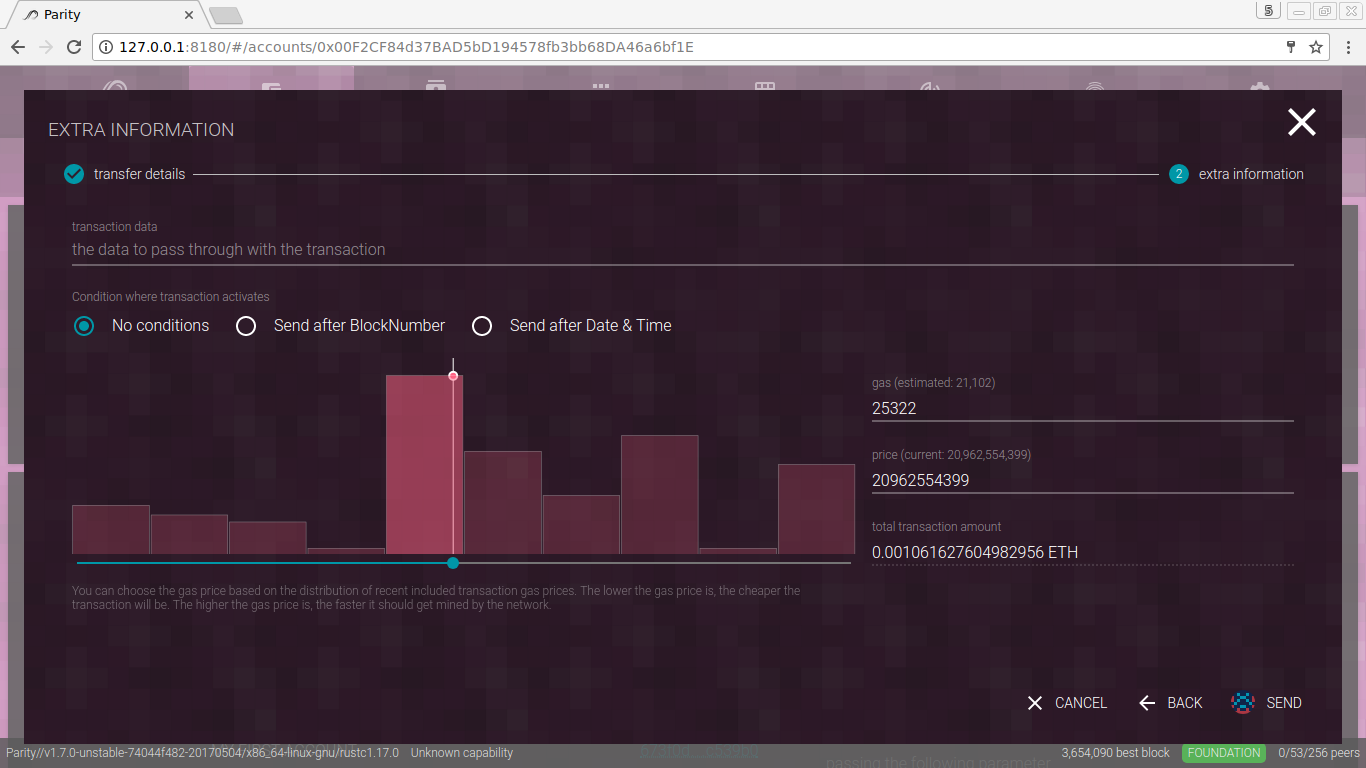 Parity
5
127.0.0.1:8180/#/accounts/0x00F2CF84d37BAD5bD194578fb3bb68DA46a6bf1E
EXTRA INFORMATION
transfer details
2 extra information
transaction data
the data to pass through with the transaction
Condition where transaction activates
No conditions Send after BlockNumber Send after Date & Time
gas (estimated: 21,102)
25322
price (current: 20,962,554,399)
20962554399
total transaction amount
0.001061627604982956 ETH
You can choose the gas price based on the distribution of recent included transaction gas prices. The lower the gas price is, the cheaper the
transaction will be. The higher the gas price is, the faster it should get mined by the network.
CANCEL BACK SEND
Parity//v1.7.0-unstable-74044f482-20170504/x86_64-linux-gnu/rustc1.17.0 Unknown capability
3,654,090 best block FOUNDATION 0/53/256 peers
passing the following parameter